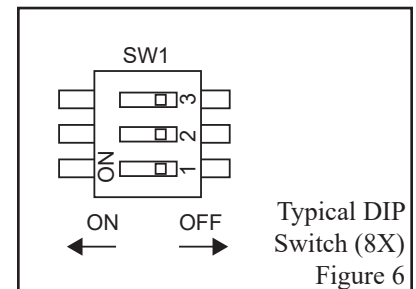 SW1
3
2
1
ON
ON OFF
Typical DIP
Switch (8X)
Figure 6